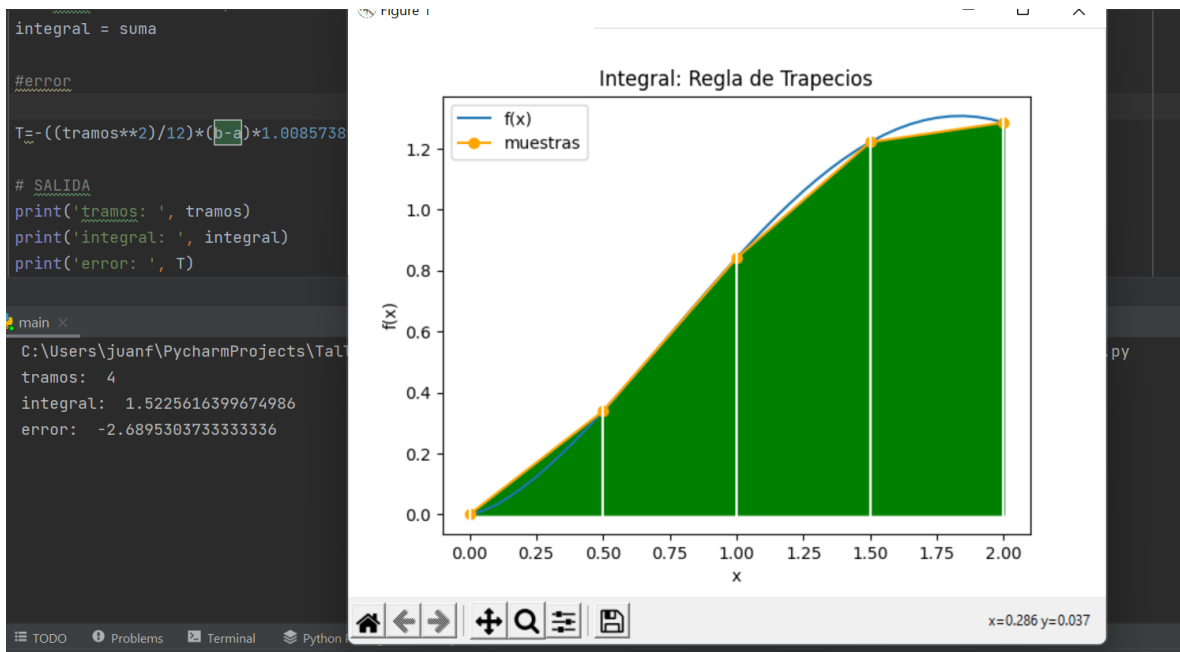 integral = suma
#error
T=-((tramos**2)/12)*(b-a)*1.0085738
# SALIDA
print('tramos: ', tramos)
print('integral: ', integral)
print('error: ', T)
main
C:\Users\juanf\PycharmProjects\Tall
.py
tramos:  4
integral:  1.5225616399674986
error:  -2.6895303733333336
TODO
Problems
Terminal
Python
Figure 1
Integral: Regla de Trapecios
f(x)
muestras
1.2
1.0
0.8
0.6
0.4
0.2
0.0
f(x)
0.00 0.25 0.50 0.75 1.00 1.25 1.50 1.75 2.00
x
x=0.286 y=0.037